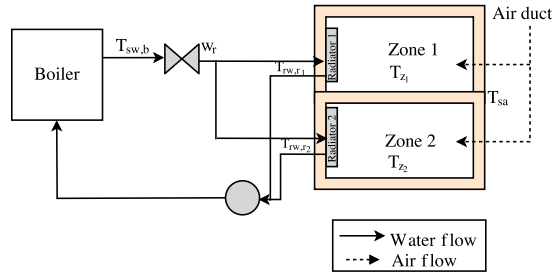 Air duct
T_sw,b
w_r
Boiler
Radiator 1
Zone 1
T_z1
T_rw,r1
T_sa
Radiator 2
Zone 2
T_z2
T_rw,r2
Water flow
Air flow